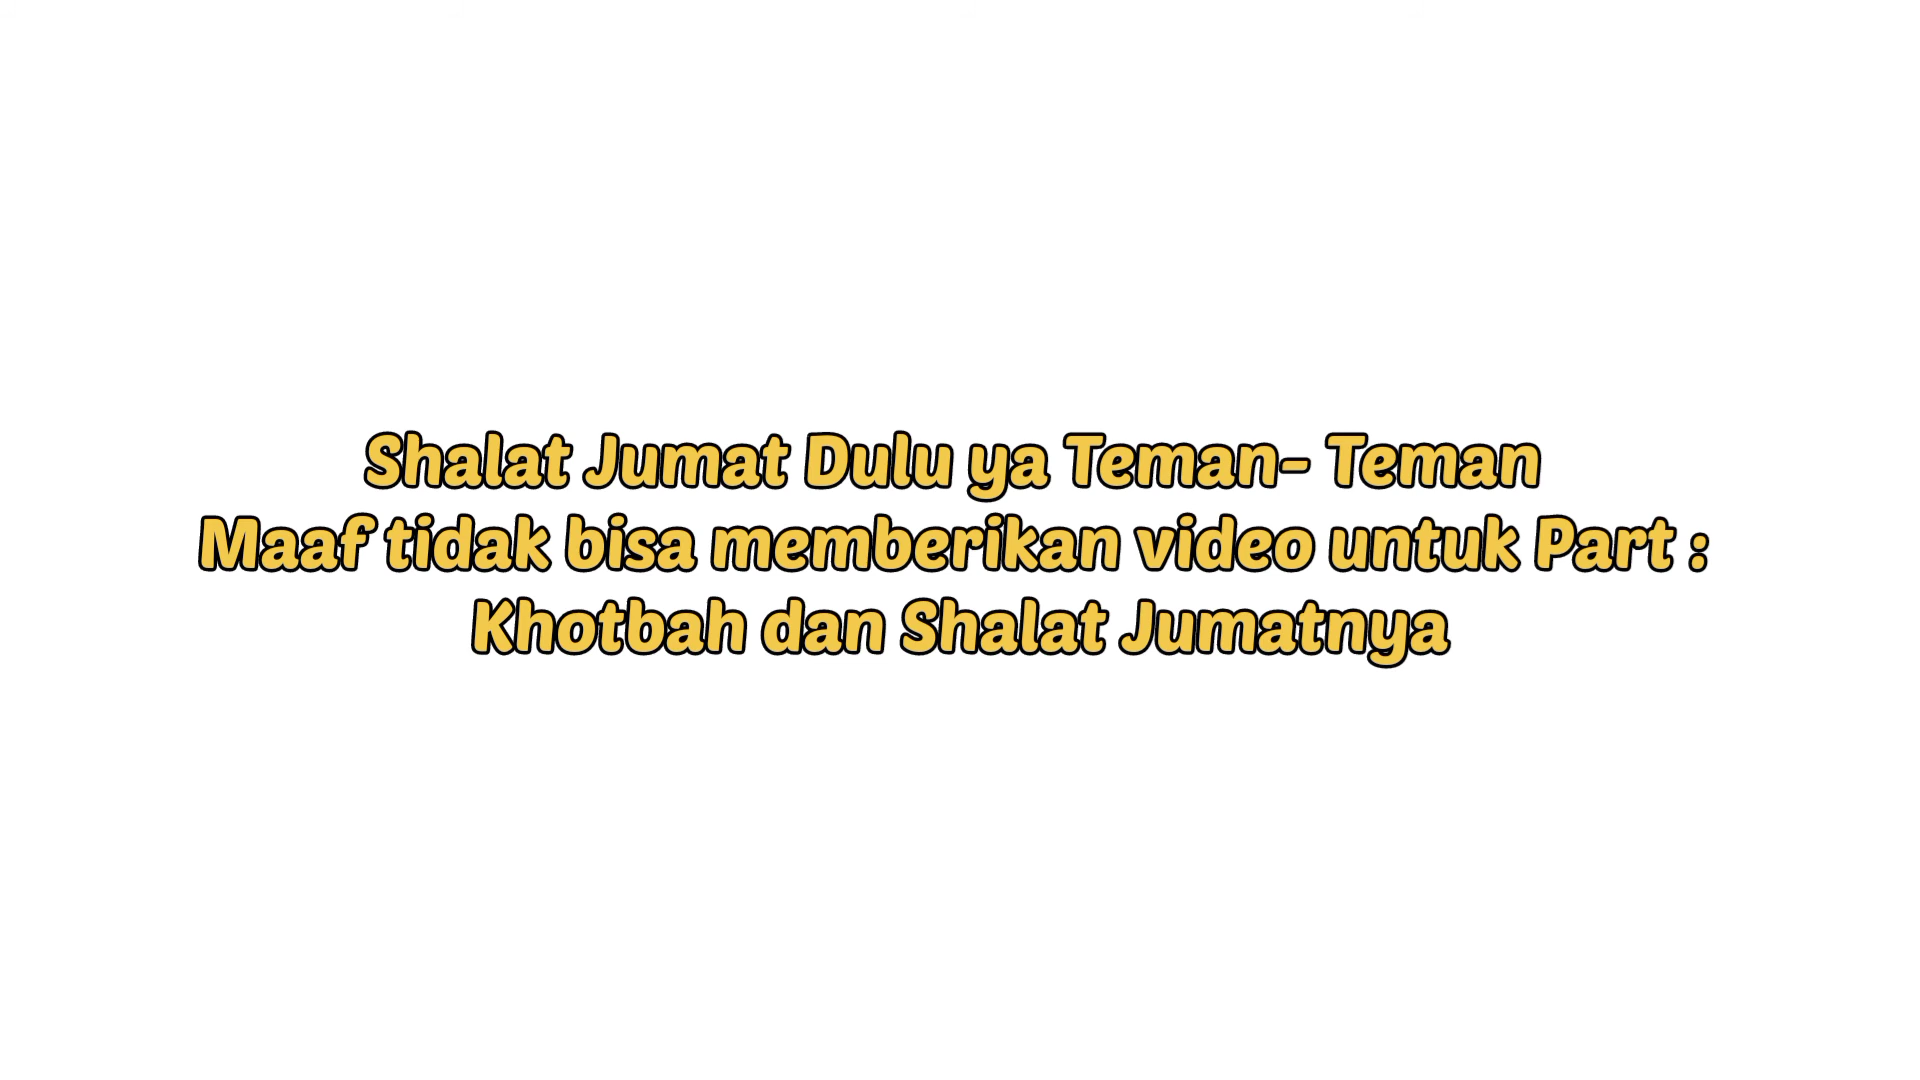 Shalat Jumat Dulu ya Teman- Teman
Maaf tidak bisa memberikan video untuk Part :
Khotbah dan Shalat Jumatnya